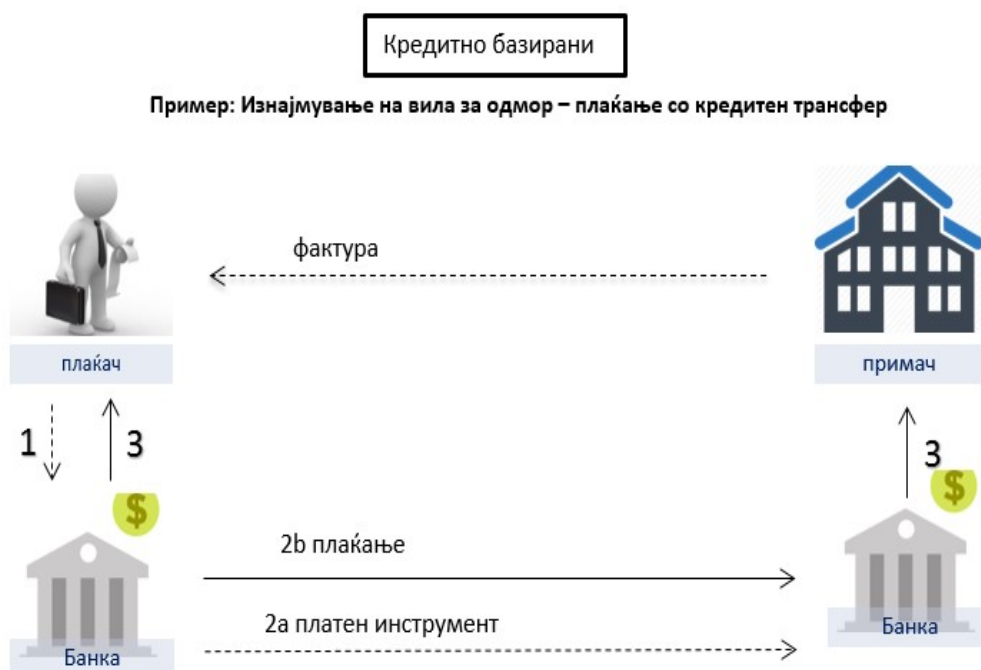 Кредитно базирани
Пример: Изнајмување на вила за одмор – плаќање со кредитен трансфер
фактура
плаќач
примач
1
3
3
$
$
2b плаќање
2а платен инструмент
Банка
Банка